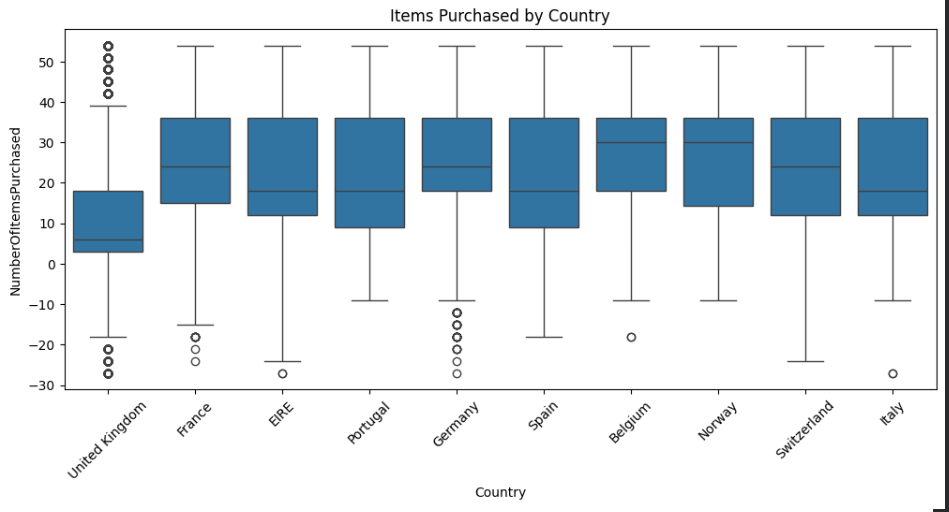 Items Purchased by Country
NumberOfItemsPurchased
50
40
30
20
10
0
−10
−20
−30
United Kingdom
France
EIRE
Portugal
Germany
Spain
Belgium
Norway
Switzerland
Italy
Country